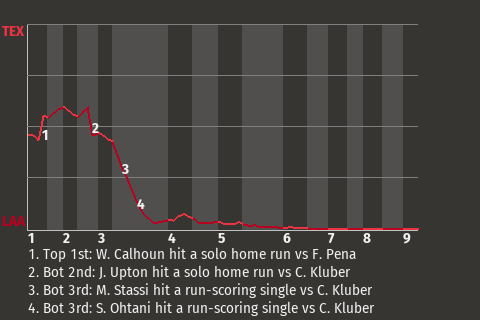 TEX
1
2
3
4
LAA
1 2 3 4 5 6 7 8 9
1. Top 1st: W. Calhoun hit a solo home run vs F. Pena
2. Bot 2nd: J. Upton hit a solo home run vs C. Kluber
3. Bot 3rd: M. Stassi hit a run-scoring single vs C. Kluber
4. Bot 3rd: S. Ohtani hit a run-scoring single vs C. Kluber